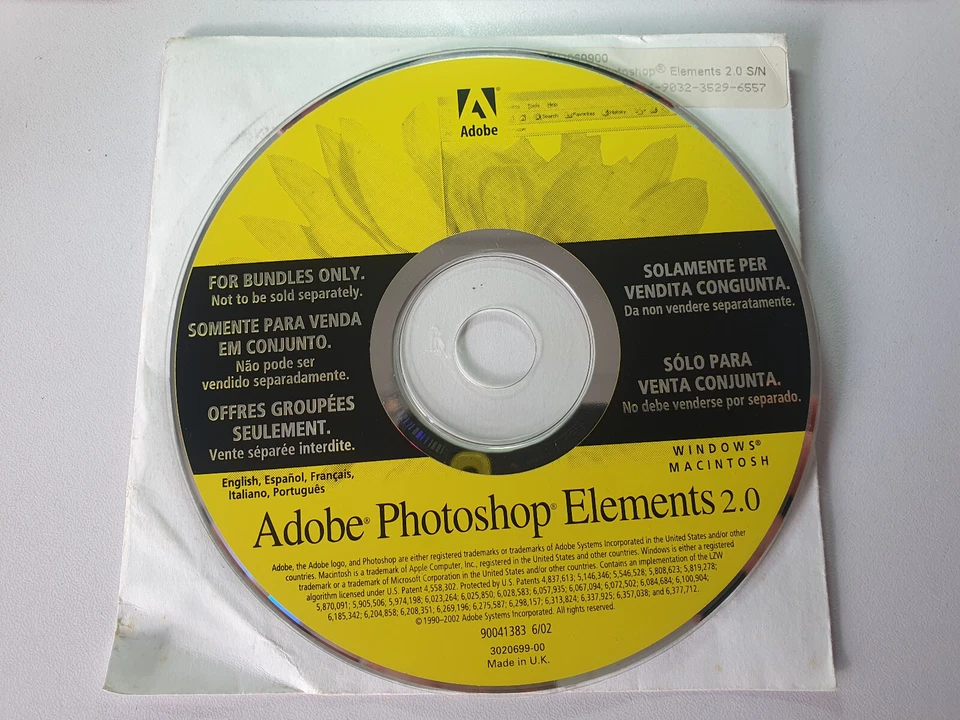 Elements 2.0 S/N
-9032-3529-6557
Adobe
Tools Help
Search Favorites History
FOR BUNDLES ONLY.
Not to be sold separately.
SOMENTE PARA VENDA
EM CONJUNTO.
Não pode ser
vendido separadamente.
OFFRES GROUPÉES
SEULEMENT.
Vente séparée interdite.
SOLAMENTE PER
VENDITA CONGIUNTA.
Da non vendere separatamente.
SÓLO PARA
VENTA CONJUNTA.
No debe venderse por separado.
WINDOWS®
MACINTOSH
English, Español, Français,
Italiano, Português
Adobe® Photoshop® Elements 2.0
Adobe, the Adobe logo, and Photoshop are either registered trademarks or trademarks of Adobe Systems Incorporated in the United States and/or other
countries. Macintosh is a trademark of Apple Computer, Inc., registered in the United States and other countries. Windows is either a registered
trademark or a trademark of Microsoft Corporation in the United States and/or other countries. Contains an implementation of the LZW
algorithm licensed under U.S. Patent 4,558,302. Protected by U.S. Patents 4,837,613; 5,146,346; 5,546,528; 5,808,623; 5,819,278;
5,870,091; 5,905,506; 5,974,198; 6,023,264; 6,025,850; 6,028,583; 6,057,935; 6,067,094; 6,072,502; 6,084,684; 6,100,904;
6,185,342; 6,204,858; 6,208,351; 6,269,196; 6,275,587; 6,298,157; 6,313,824; 6,337,925; 6,357,038; and 6,377,712.
© 1990–2002 Adobe Systems Incorporated. All rights reserved.
90041383 6/02
3020699-00
Made in U.K.